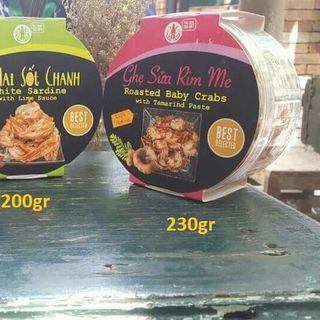 MAI SỐT CHANH
White Sardine
with Lime Sauce
BEST
SELECTED
200gr
Ghẹ Sữa Rim Me
Roasted Baby Crabs
with Tamarind Paste
BEST
SELECTED
230gr